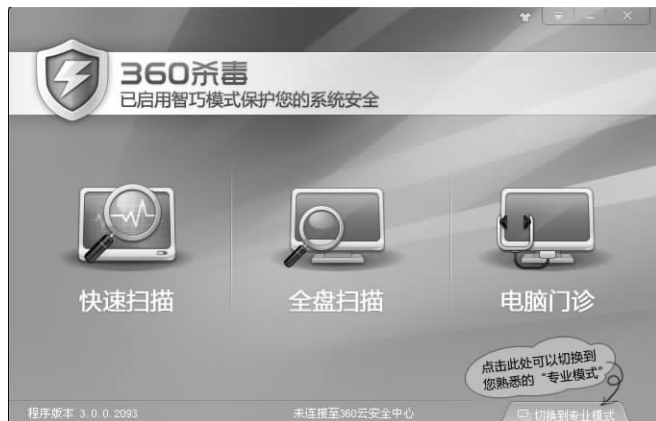 360杀毒
已启用智巧模式保护您的系统安全
快速扫描
全盘扫描
电脑门诊
点击此处可以切换到
您熟悉的“专业模式”
程序版本 3.0.0.2093
未连接至360云安全中心
切换到专业模式